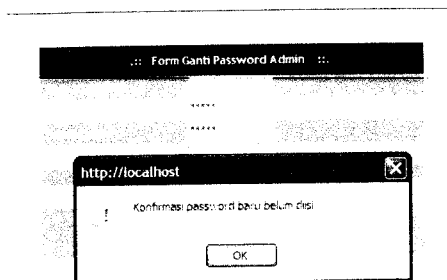 .:: Form Ganti Password Admin ::.
*****
*****
http://localhost
! Konfirmasi password baru belum diisi
OK